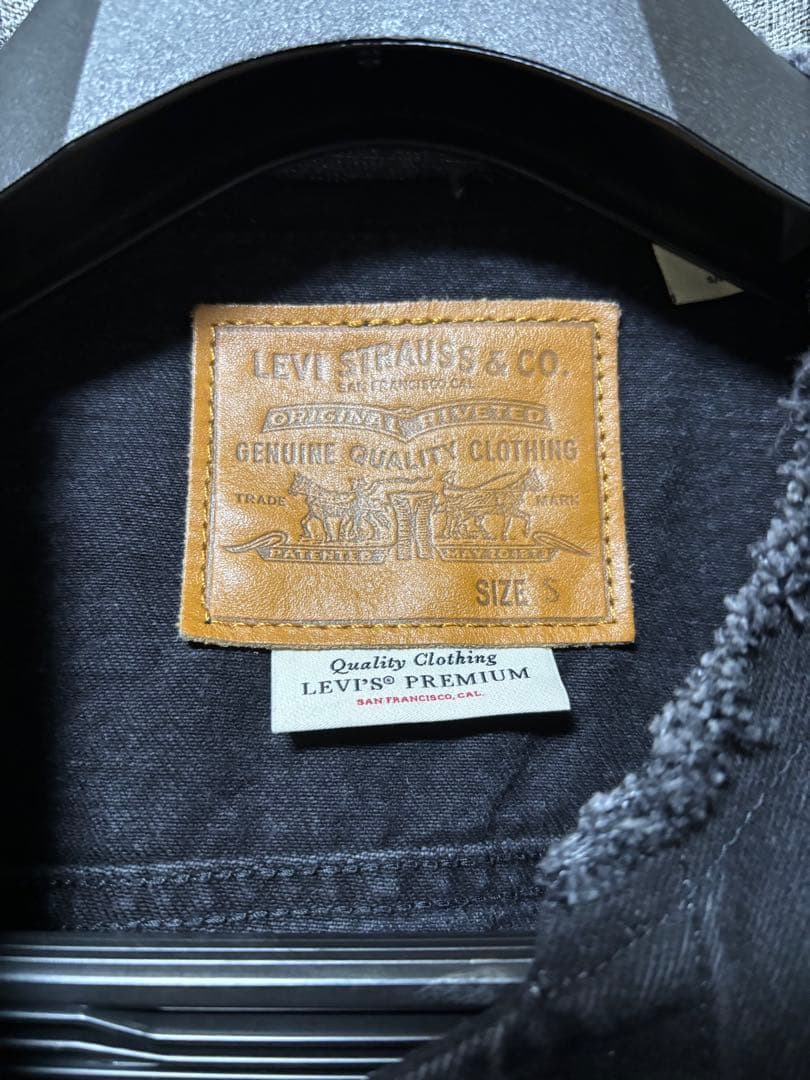 LEVI STRAUSS & CO.
SAN FRANCISCO CAL.
ORIGINAL RIVETED
GENUINE QUALITY CLOTHING
TRADE MARK
PATENTED MAY 20 1873
SIZE S
Quality Clothing
LEVI'S® PREMIUM
SAN FRANCISCO, CAL.